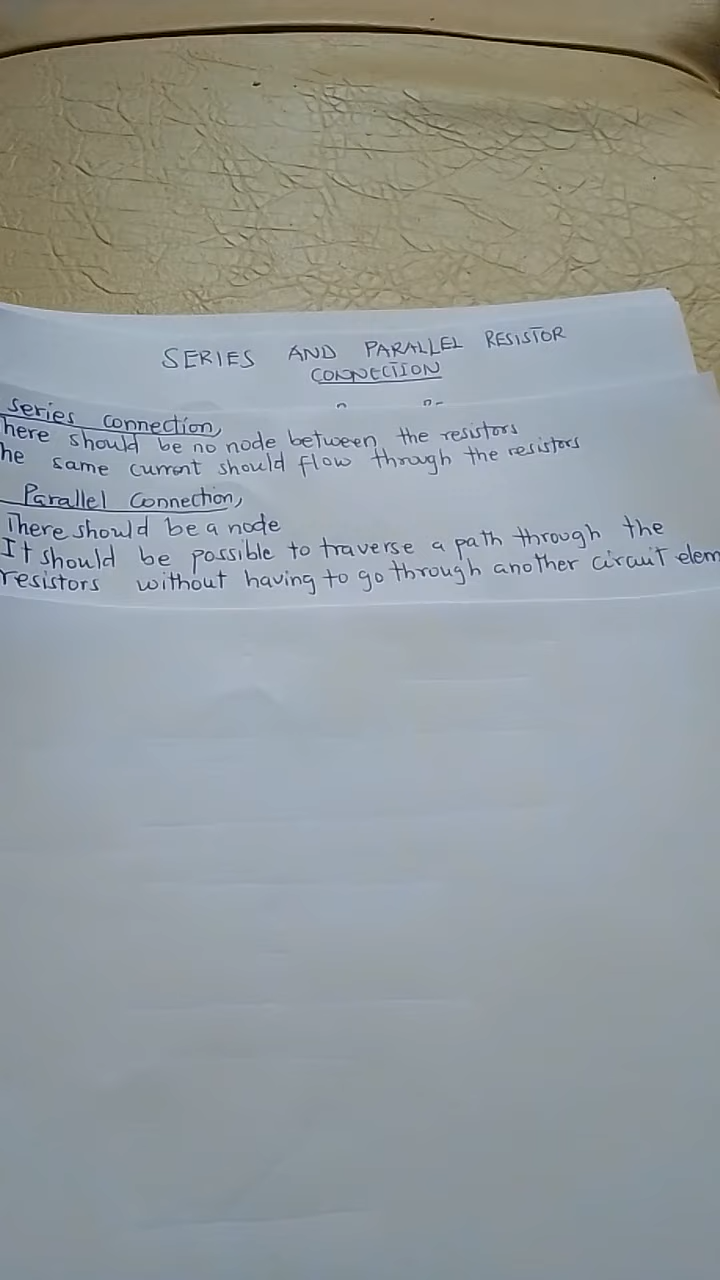 SERIES AND PARALLEL RESISTOR
CONNECTION
Series connection,
here should be no node between the resistors
he same current should flow through the resistors
Parallel Connection,
There should be a node
It should be possible to traverse a path through the
resistors without having to go through another circuit elem